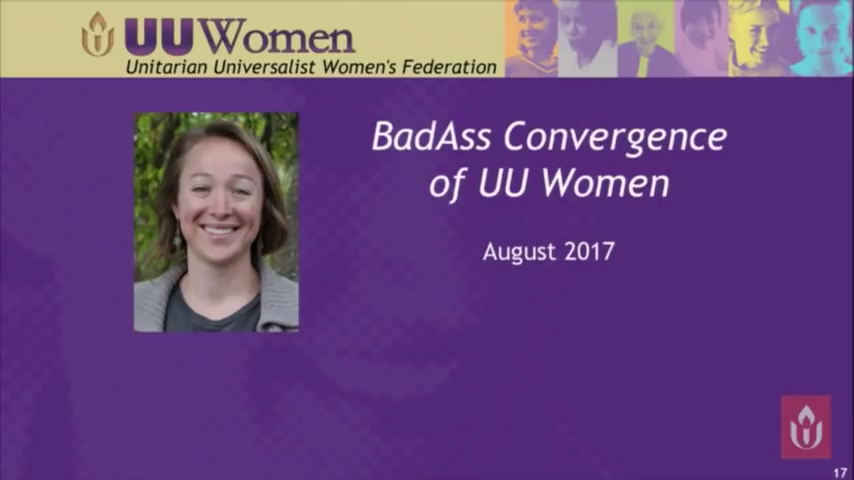 UUWomen
Unitarian Universalist Women's Federation
BadAss Convergence
of UU Women
August 2017
17